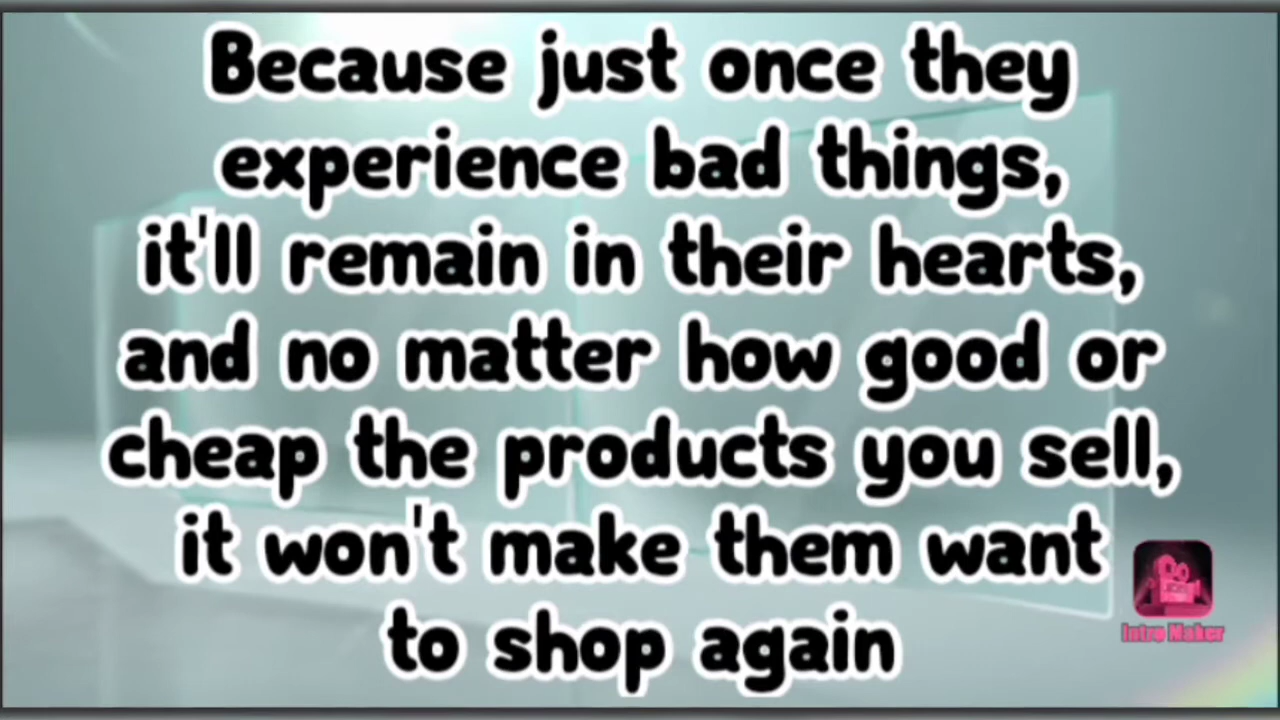 Because just once they
experience bad things,
it'll remain in their hearts,
and no matter how good or
cheap the products you sell,
it won't make them want
to shop again
Intro Maker